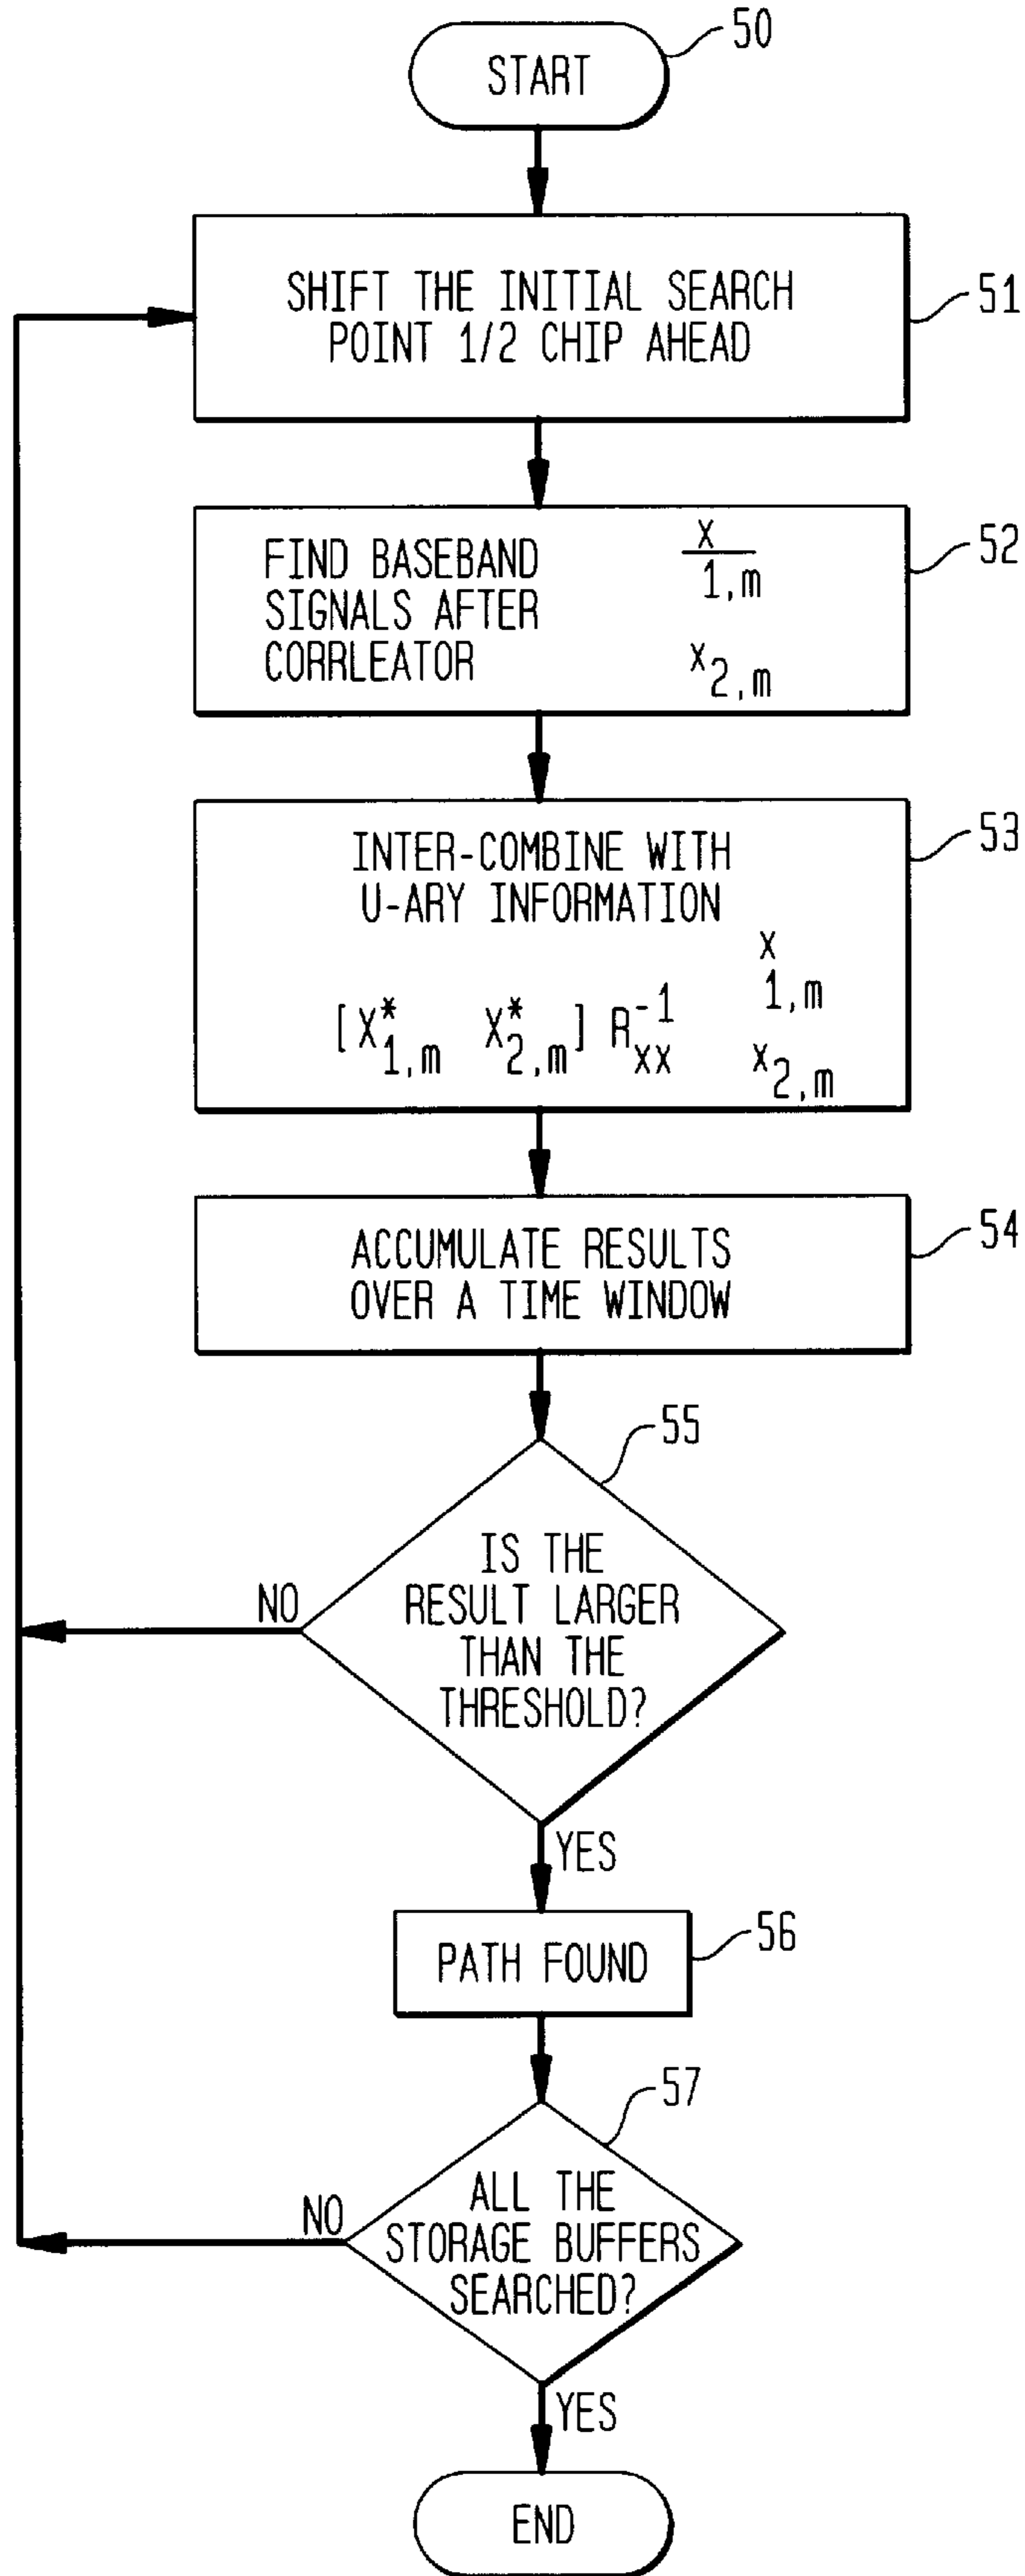 50
START
SHIFT THE INITIAL SEARCH
POINT 1/2 CHIP AHEAD
51
FIND BASEBAND
SIGNALS AFTER
CORRLEATOR
x
1,m
x2,m
52
INTER-COMBINE WITH
U-ARY INFORMATION
[X*1,m X*2,m] R-1xx
x
1,m
x2,m
53
ACCUMULATE RESULTS
OVER A TIME WINDOW
54
55
IS THE
RESULT LARGER
THAN THE
THRESHOLD?
NO
YES
PATH FOUND
56
57
ALL THE
STORAGE BUFFERS
SEARCHED?
NO
YES
END